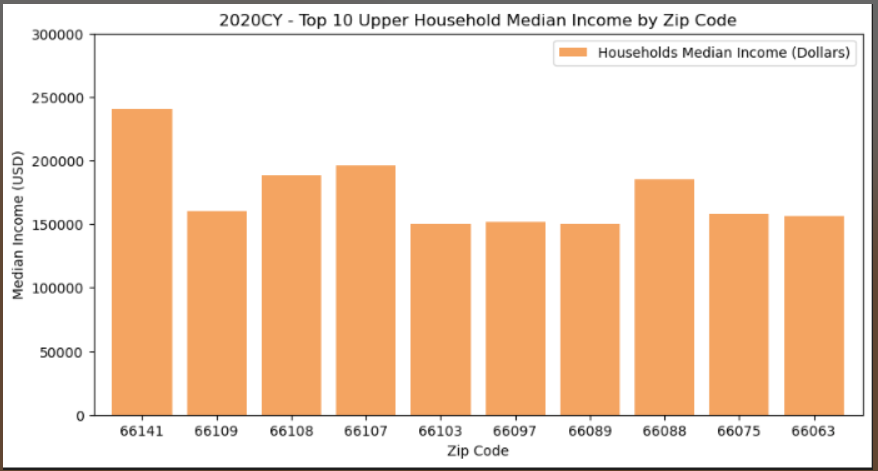 2020CY - Top 10 Upper Household Median Income by Zip Code
Households Median Income (Dollars)
Median Income (USD)
300000
250000
200000
150000
100000
50000
0
66141 66109 66108 66107 66103 66097 66089 66088 66075 66063
Zip Code